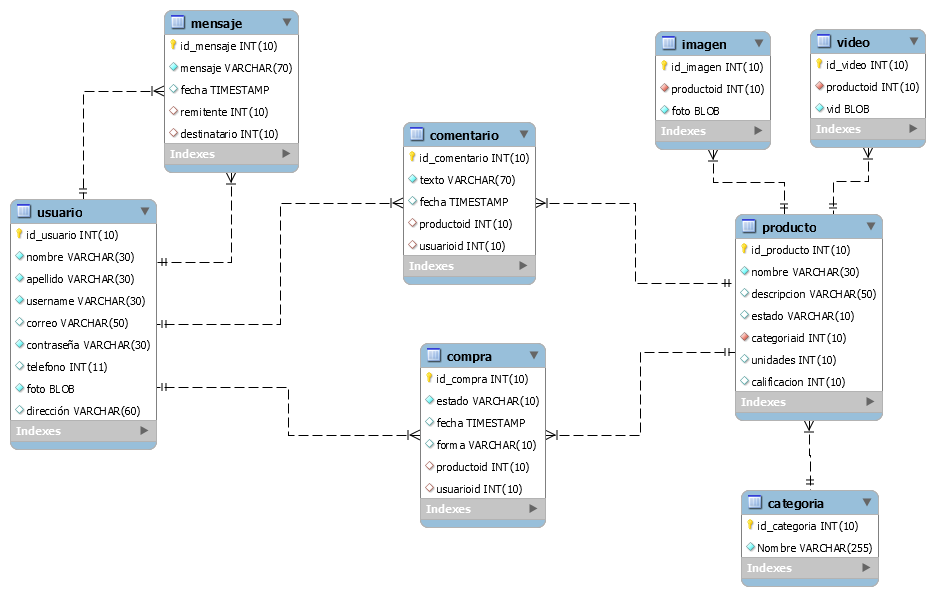 mensaje
id_mensaje INT(10)
mensaje VARCHAR(70)
fecha TIMESTAMP
remitente INT(10)
destinatario INT(10)
Indexes
usuario
id_usuario INT(10)
nombre VARCHAR(30)
apellido VARCHAR(30)
username VARCHAR(30)
correo VARCHAR(50)
contraseña VARCHAR(30)
telefono INT(11)
foto BLOB
dirección VARCHAR(60)
Indexes
comentario
id_comentario INT(10)
texto VARCHAR(70)
fecha TIMESTAMP
productoid INT(10)
usuarioid INT(10)
Indexes
compra
id_compra INT(10)
estado VARCHAR(10)
fecha TIMESTAMP
forma VARCHAR(10)
productoid INT(10)
usuarioid INT(10)
Indexes
imagen
id_imagen INT(10)
productoid INT(10)
foto BLOB
Indexes
video
id_video INT(10)
productoid INT(10)
vid BLOB
Indexes
producto
id_producto INT(10)
nombre VARCHAR(30)
descripcion VARCHAR(50)
estado VARCHAR(10)
categoriaid INT(10)
unidades INT(10)
calificacion INT(10)
Indexes
categoria
id_categoria INT(10)
Nombre VARCHAR(255)
Indexes